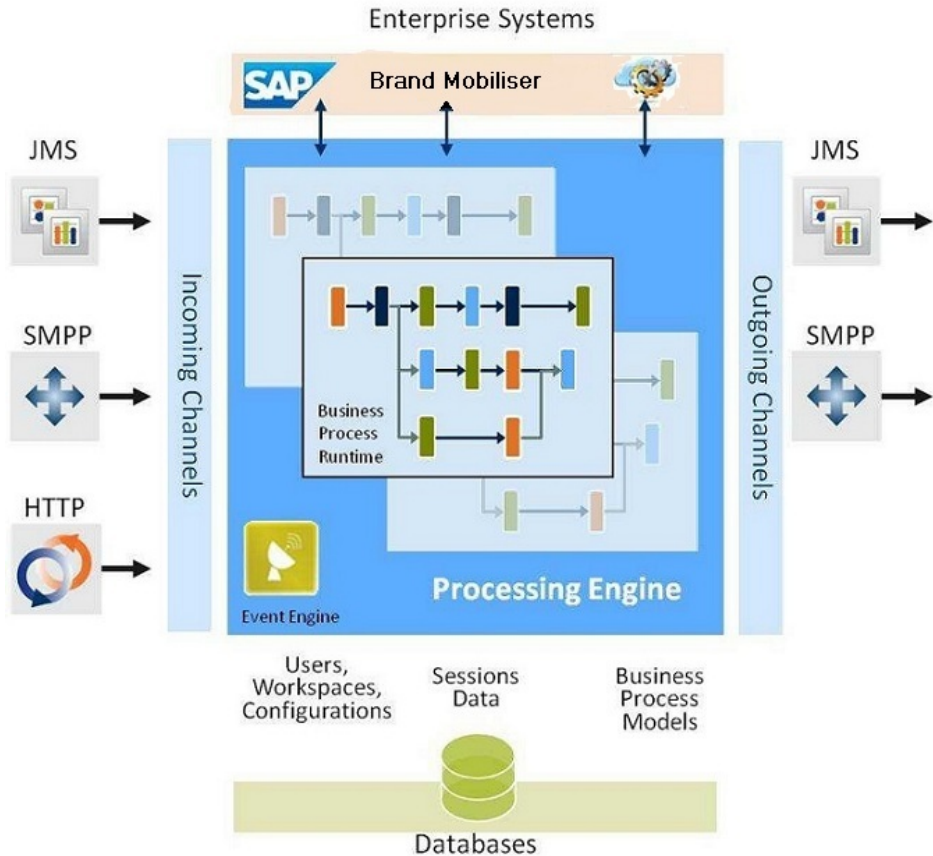 Enterprise Systems
SAP
Brand Mobiliser
JMS
JMS
Incoming Channels
Outgoing Channels
SMPP
SMPP
Business
Process
Runtime
HTTP
Event Engine
Processing Engine
Users,
Workspaces,
Configurations
Sessions
Data
Business
Process
Models
Databases